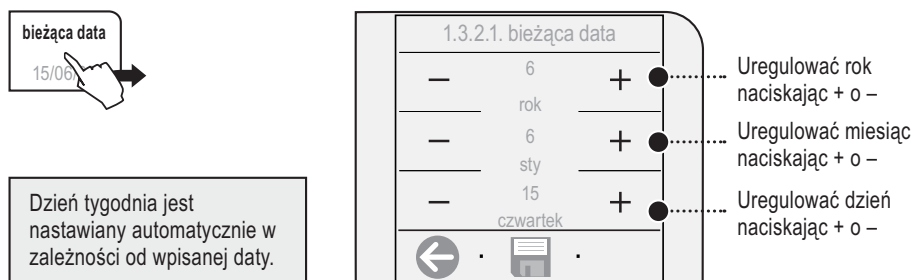 bieżąca data
15/06/
Dzień tygodnia jest
nastawiany automatycznie w
zależności od wpisanej daty.
1.3.2.1. bieżąca data
– 6 +
rok
– 6 +
sty
– 15 +
czwartek
Uregulować rok
naciskając + o –
Uregulować miesiąc
naciskając + o –
Uregulować dzień
naciskając + o –